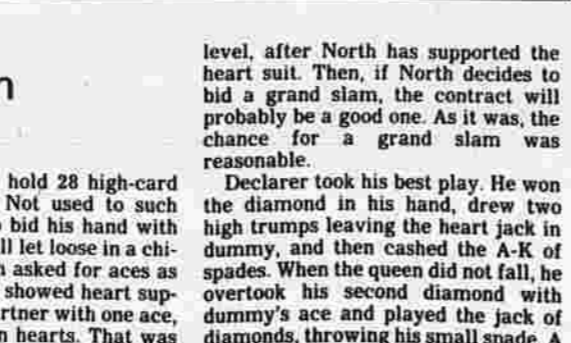 n
hold 28 high-card
Not used to such
bid his hand with
ll let loose in a chi-
asked for aces as
showed heart sup-
rtner with one ace,
n hearts. That was
level, after North has supported the
heart suit. Then, if North decides to
bid a grand slam, the contract will
probably be a good one. As it was, the
chance for a grand slam was
reasonable.
Declarer took his best play. He won
the diamond in his hand, drew two
high trumps leaving the heart jack in
dummy, and then cashed the A-K of
spades. When the queen did not fall, he
overtook his second diamond with
dummy's ace and played the jack of
diamonds, throwing his small spade. A